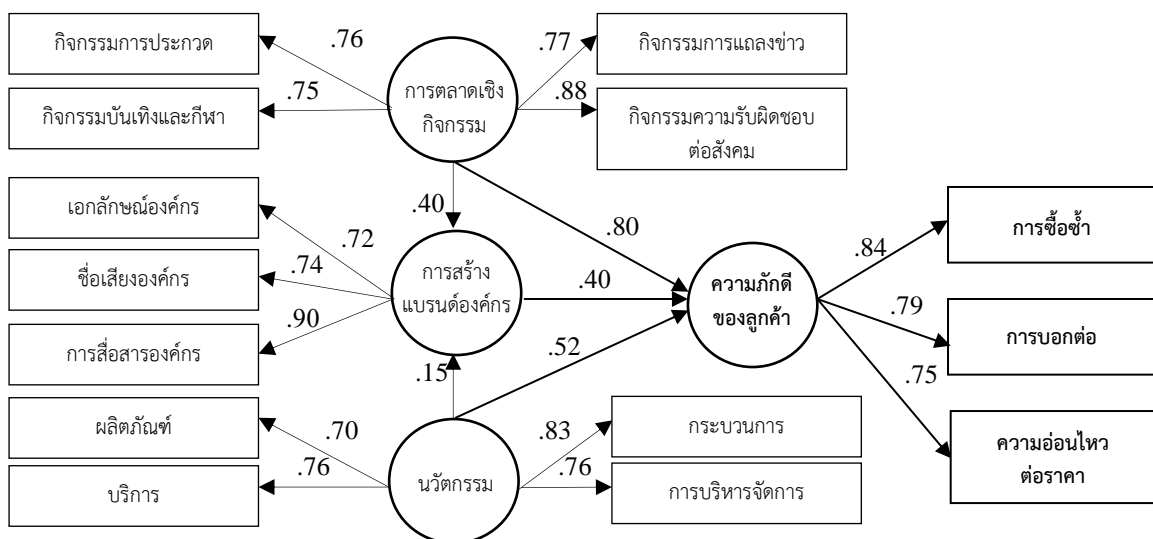 กิจกรรมการประกวด
.76
.77
กิจกรรมการแถลงข่าว
การตลาดเชิง
กิจกรรม
กิจกรรมบันเทิงและกีฬา
.75
.88
กิจกรรมความรับผิดชอบ
ต่อสังคม
เอกลักษณ์องค์กร
.40
.72
.80
การซื้อซ้ำ
.84
ชื่อเสียงองค์กร
.74
การสร้าง
แบรนด์องค์กร
.40
ความภักดี
ของลูกค้า
.79
การสื่อสารองค์กร
.90
.52
การบอกต่อ
.15
.75
ผลิตภัณฑ์
.70
.83
กระบวนการ
ความอ่อนไหว
ต่อราคา
บริการ
.76
นวัตกรรม
.76
การบริหารจัดการ